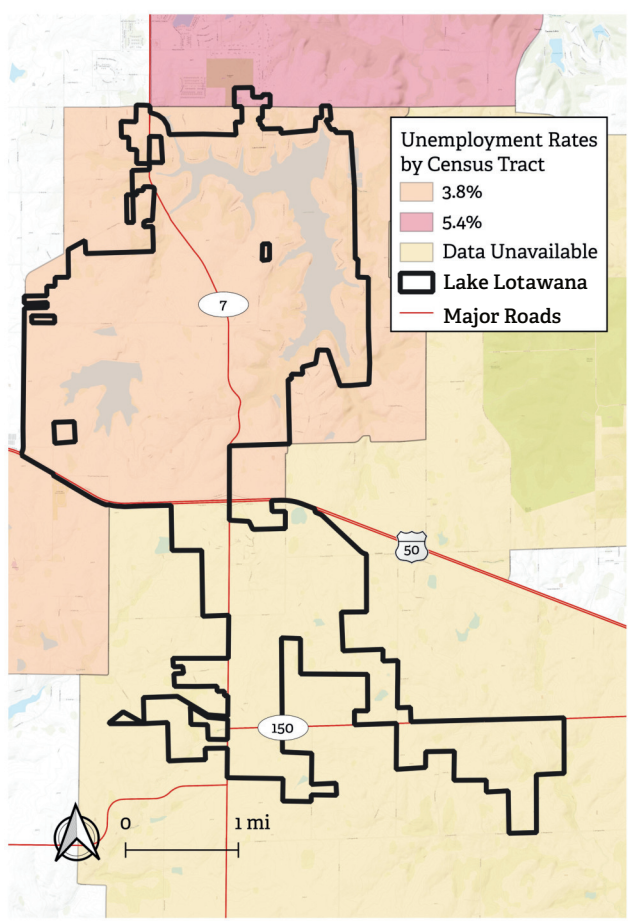 Unemployment Rates
by Census Tract
3.8%
5.4%
Data Unavailable
Lake Lotawana
Major Roads
7
50
150
0 1 mi